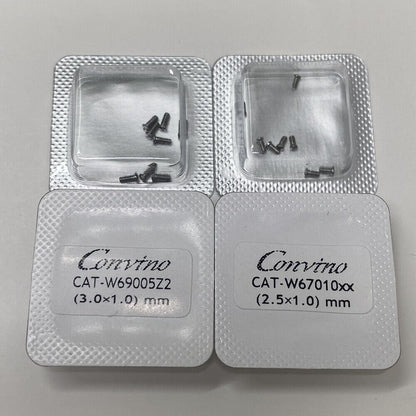 Convino
CAT-W69005Z2
(3.0×1.0) mm
Convino
CAT-W67010xx
(2.5×1.0) mm